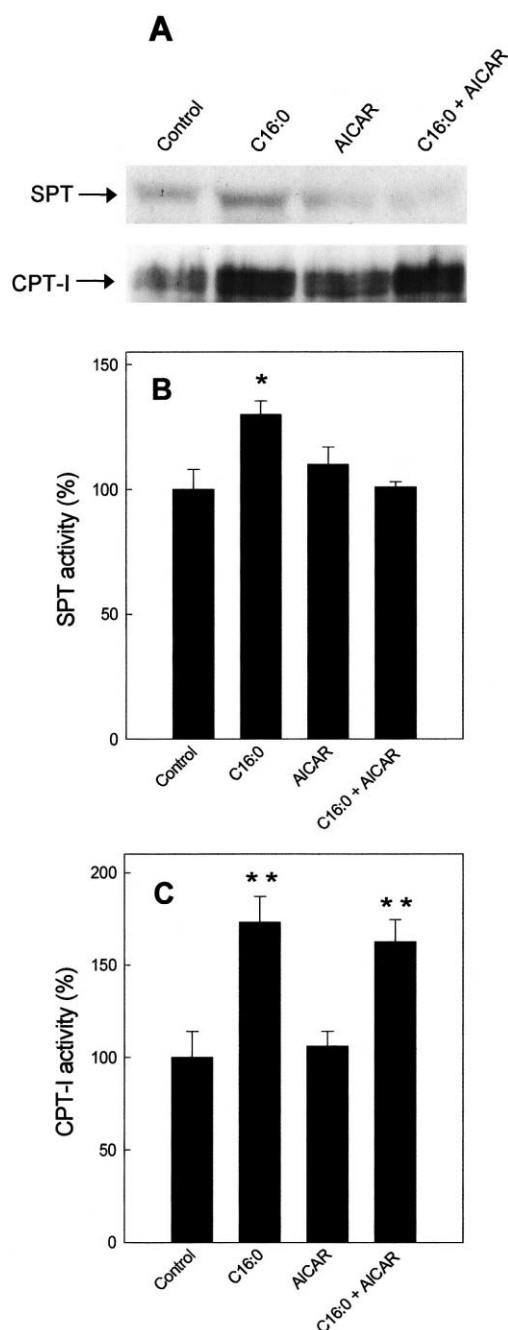 A
Control
C16:0
AICAR
C16:0 + AICAR
SPT
CPT-I
B
SPT activity (%)
150
100
50
0
*
Control
C16:0
AICAR
C16:0 + AICAR
C
CPT-I activity (%)
200
150
100
50
0
* *
* *
Control
C16:0
AICAR
C16:0 + AICAR